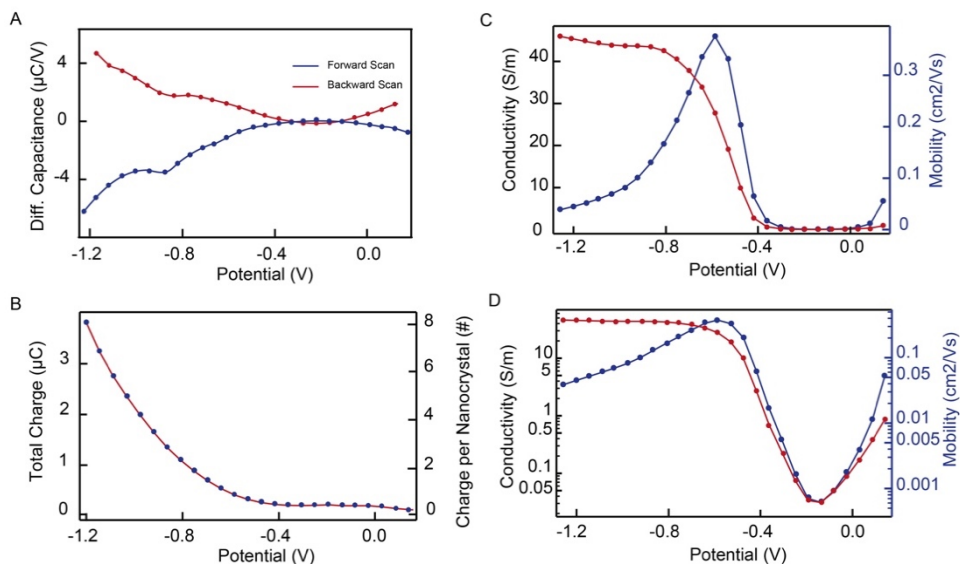 A
Diff. Capacitance (µC/V)
4
0
-4
Forward Scan
Backward Scan
-1.2 -0.8 -0.4 0.0
Potential (V)
B
Total Charge (µC)
3
2
1
0
8
6
4
2
0
Charge per Nanocrystal (#)
-1.2 -0.8 -0.4 0.0
Potential (V)
C
Conductivity (S/m)
40
30
20
10
0
0.3
0.2
0.1
0
Mobility (cm2/Vs)
-1.2 -0.8 -0.4 0.0
Potential (V)
D
Conductivity (S/m)
10
5
1
0.5
0.1
0.05
0.1
0.05
0.01
0.005
0.001
Mobility (cm2/Vs)
-1.2 -0.8 -0.4 0.0
Potential (V)